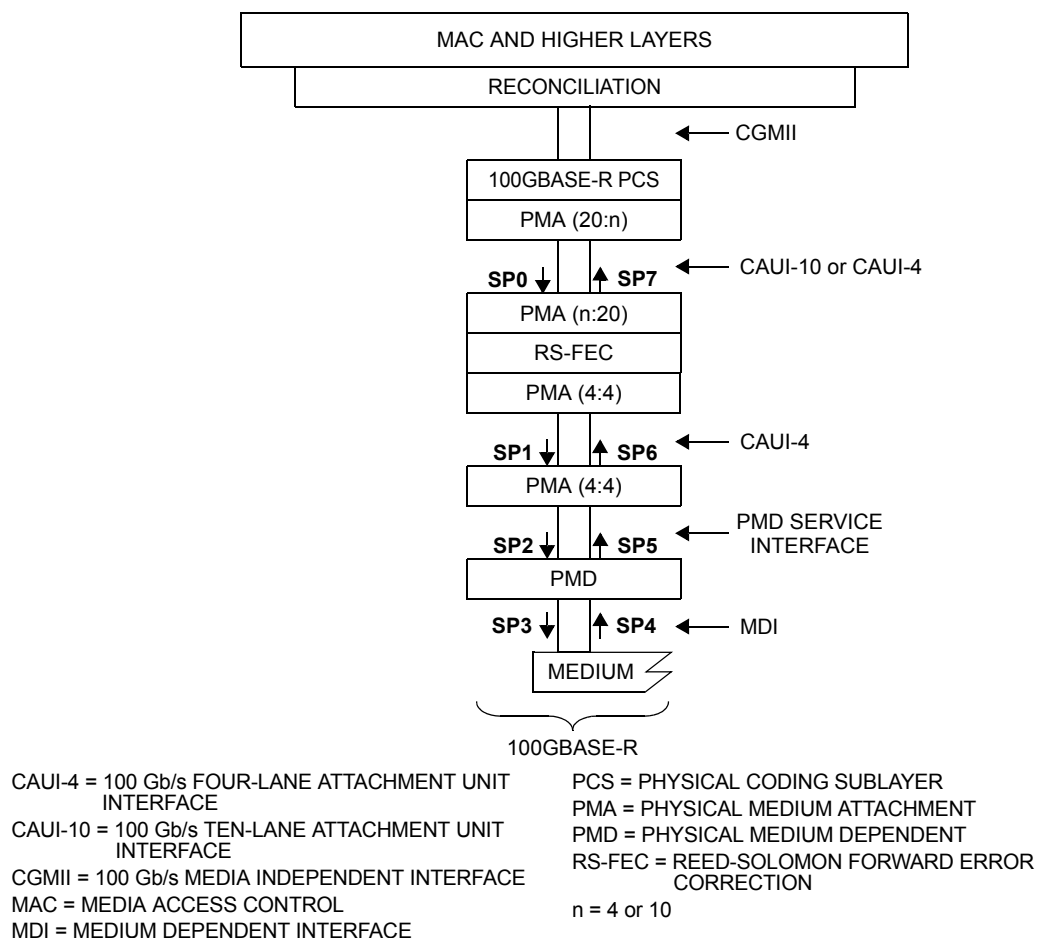 MAC AND HIGHER LAYERS
RECONCILIATION
CGMII
100GBASE-R PCS
PMA (20:n)
CAUI-10 or CAUI-4
SP0 SP7
PMA (n:20)
RS-FEC
PMA (4:4)
CAUI-4
SP1 SP6
PMA (4:4)
PMD SERVICE
INTERFACE
SP2 SP5
PMD
SP3 SP4
MDI
MEDIUM
100GBASE-R
CAUI-4 = 100 Gb/s FOUR-LANE ATTACHMENT UNIT
INTERFACE
CAUI-10 = 100 Gb/s TEN-LANE ATTACHMENT UNIT
INTERFACE
CGMII = 100 Gb/s MEDIA INDEPENDENT INTERFACE
MAC = MEDIA ACCESS CONTROL
MDI = MEDIUM DEPENDENT INTERFACE
PCS = PHYSICAL CODING SUBLAYER
PMA = PHYSICAL MEDIUM ATTACHMENT
PMD = PHYSICAL MEDIUM DEPENDENT
RS-FEC = REED-SOLOMON FORWARD ERROR
CORRECTION
n = 4 or 10